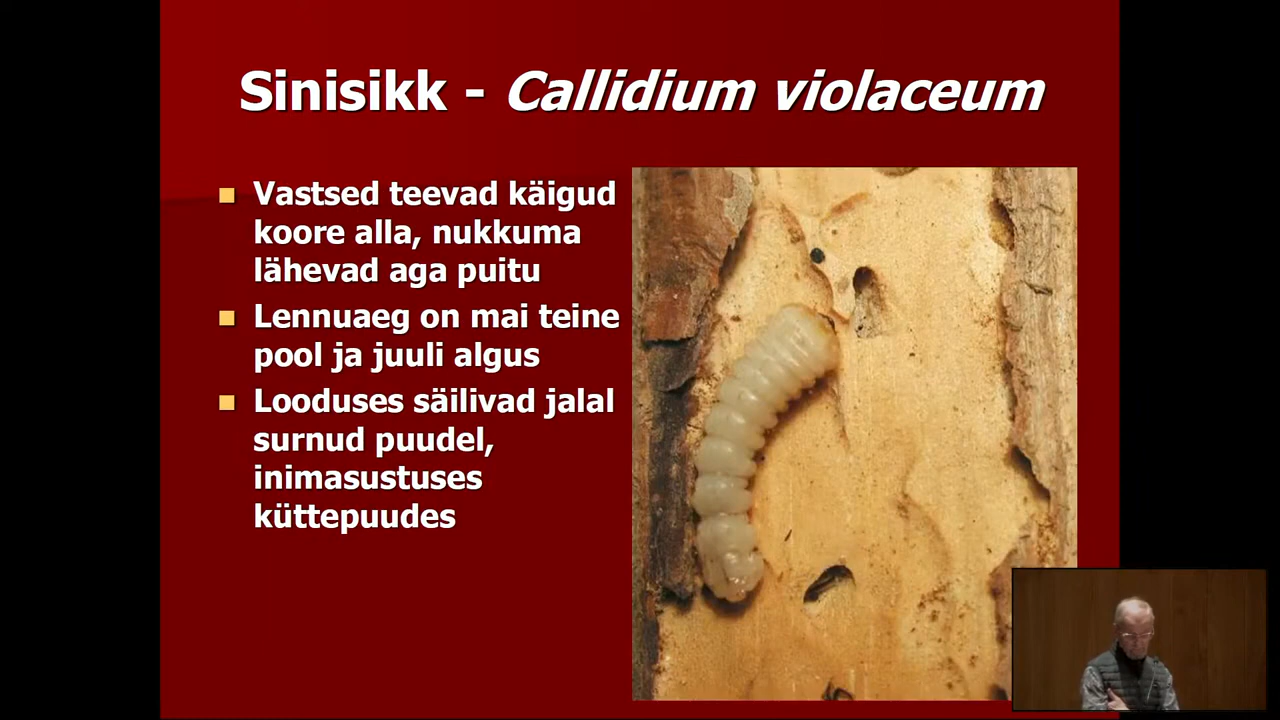 Sinisikk - Callidium violaceum
Vastsed teevad käigud
koore alla, nukkuma
lähevad aga puitu
Lennuaeg on mai teine
pool ja juuli algus
Looduses säilivad jalal
surnud puudel,
inimasustuses
küttepuudes